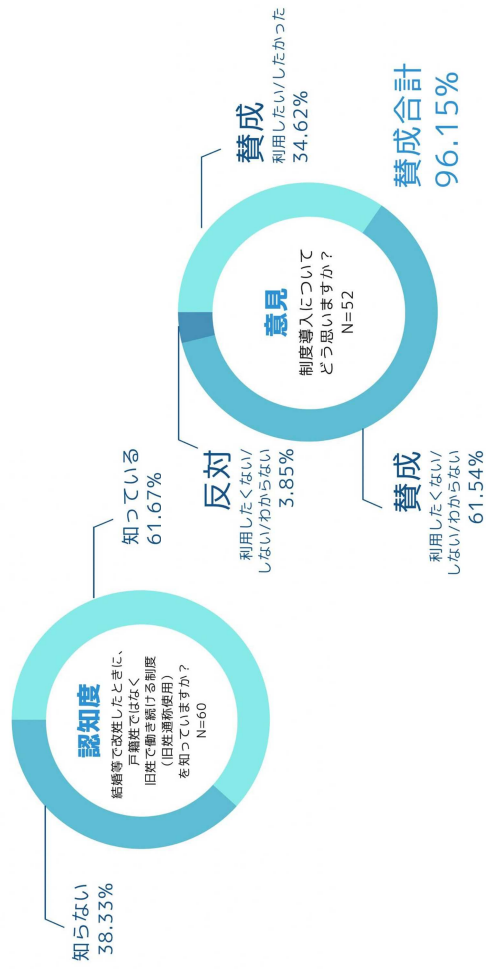 認知度
結婚等で改姓したときに、
戸籍姓ではなく
旧姓で働き続ける制度
（旧姓通称使用）
を知っていますか？
N=60
知らない
38.33%
知っている
61.67%
意見
制度導入について
どう思いますか？
N=52
反対
利用したくない/
しない/わからない
3.85%
賛成
利用したい/したかった
34.62%
賛成
利用したくない/
しない/わからない
61.54%
賛成合計
96.15%